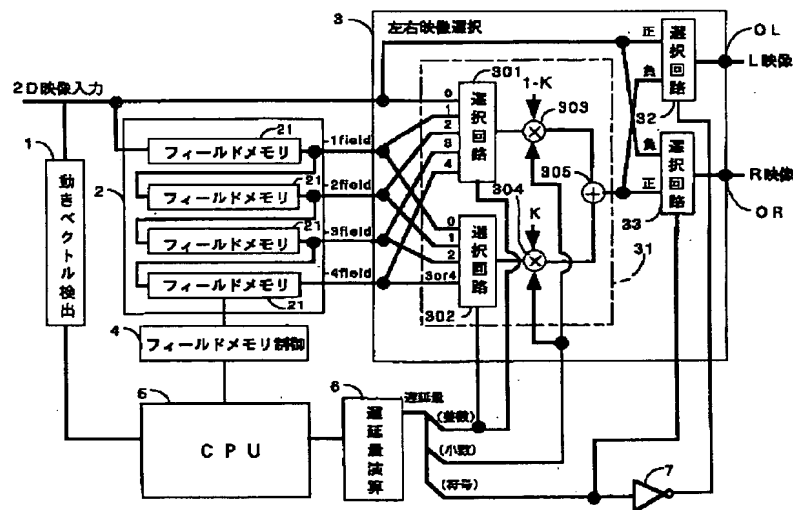 3
左右映像選択
2D映像入力
1
動きベクトル検出
2
21
フィールドメモリ
-1field
21
フィールドメモリ
-2field
21
フィールドメモリ
-3field
フィールドメモリ
21
-4field
4
フィールドメモリ制御
5
CPU
6
遅延量演算
遅延量
(整数)
(小数)
(符号)
7
301
0
1
2
3
4
選択回路
1-K
303
304
305
K
0
1
2
3or4
選択回路
302
31
正
負
選択回路
32
OL
L映像
負
正
選択回路
33
R映像
OR